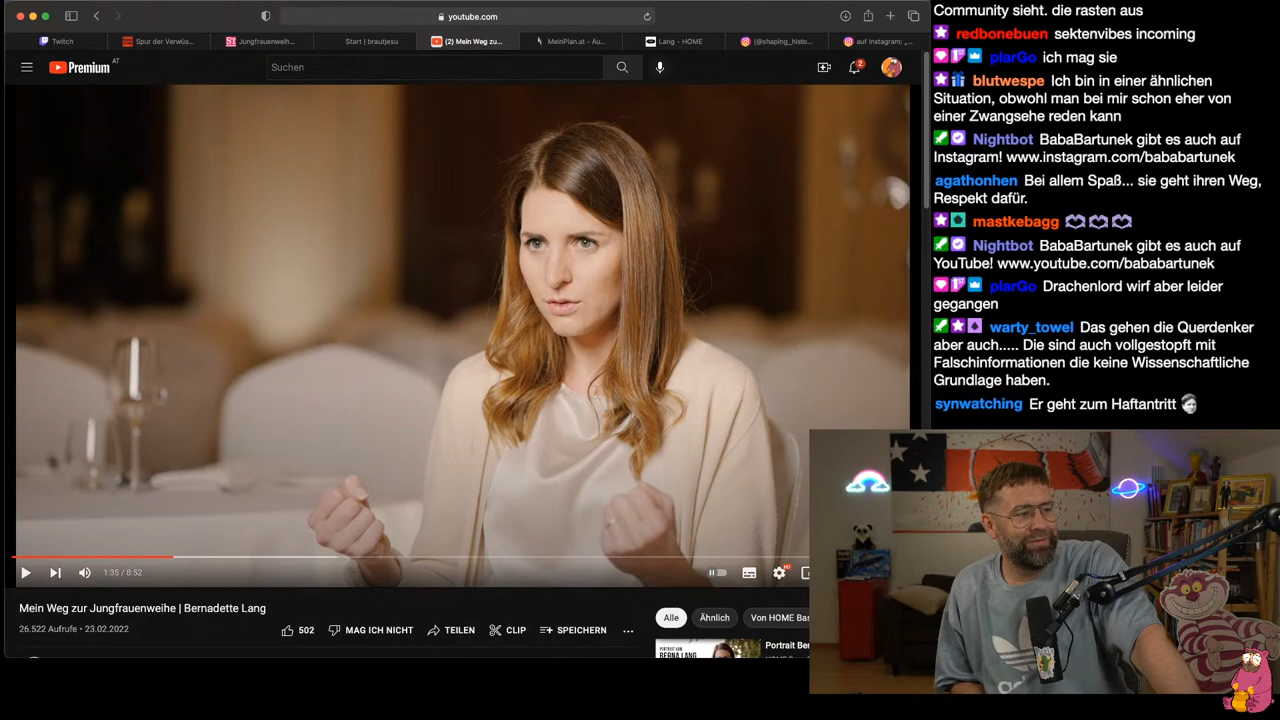 youtube.com
Twitch
Spur der Verwüs...
Jungfrauenweihe...
Start | brautjesu
(2) Mein Weg zu...
MeinPlan.at - Au...
Lang - HOME
(@shaping_histo...
auf Instagram: „...
Premium AT
Suchen
2
1:35 / 8:52
HD
Mein Weg zur Jungfrauenweihe | Bernadette Lang
26.522 Aufrufe • 23.02.2022
502
MAG ICH NICHT
TEILEN
CLIP
SPEICHERN
Alle
Ähnlich
Von HOME Bas
PORTRAIT VON
BERNA LANG
Portrait Ber
Community sieht. die rasten aus
redbonebuen sektenvibes incoming
plarGo ich mag sie
blutwespe Ich bin in einer ähnlichen
Situation, obwohl man bei mir schon eher von
einer Zwangsehe reden kann
Nightbot BabaBartunek gibt es auch auf
Instagram! www.instagram.com/bababartunek
agathonhen Bei allem Spaß... sie geht ihren Weg,
Respekt dafür.
mastkebagg
Nightbot BabaBartunek gibt es auch auf
YouTube! www.youtube.com/bababartunek
plarGo Drachenlord wirf aber leider
gegangen
warty_towel Das gehen die Querdenker
aber auch..... Die sind auch vollgestopft mit
Falschinformationen die keine Wissenschaftliche
Grundlage haben.
synwatching Er geht zum Haftantritt